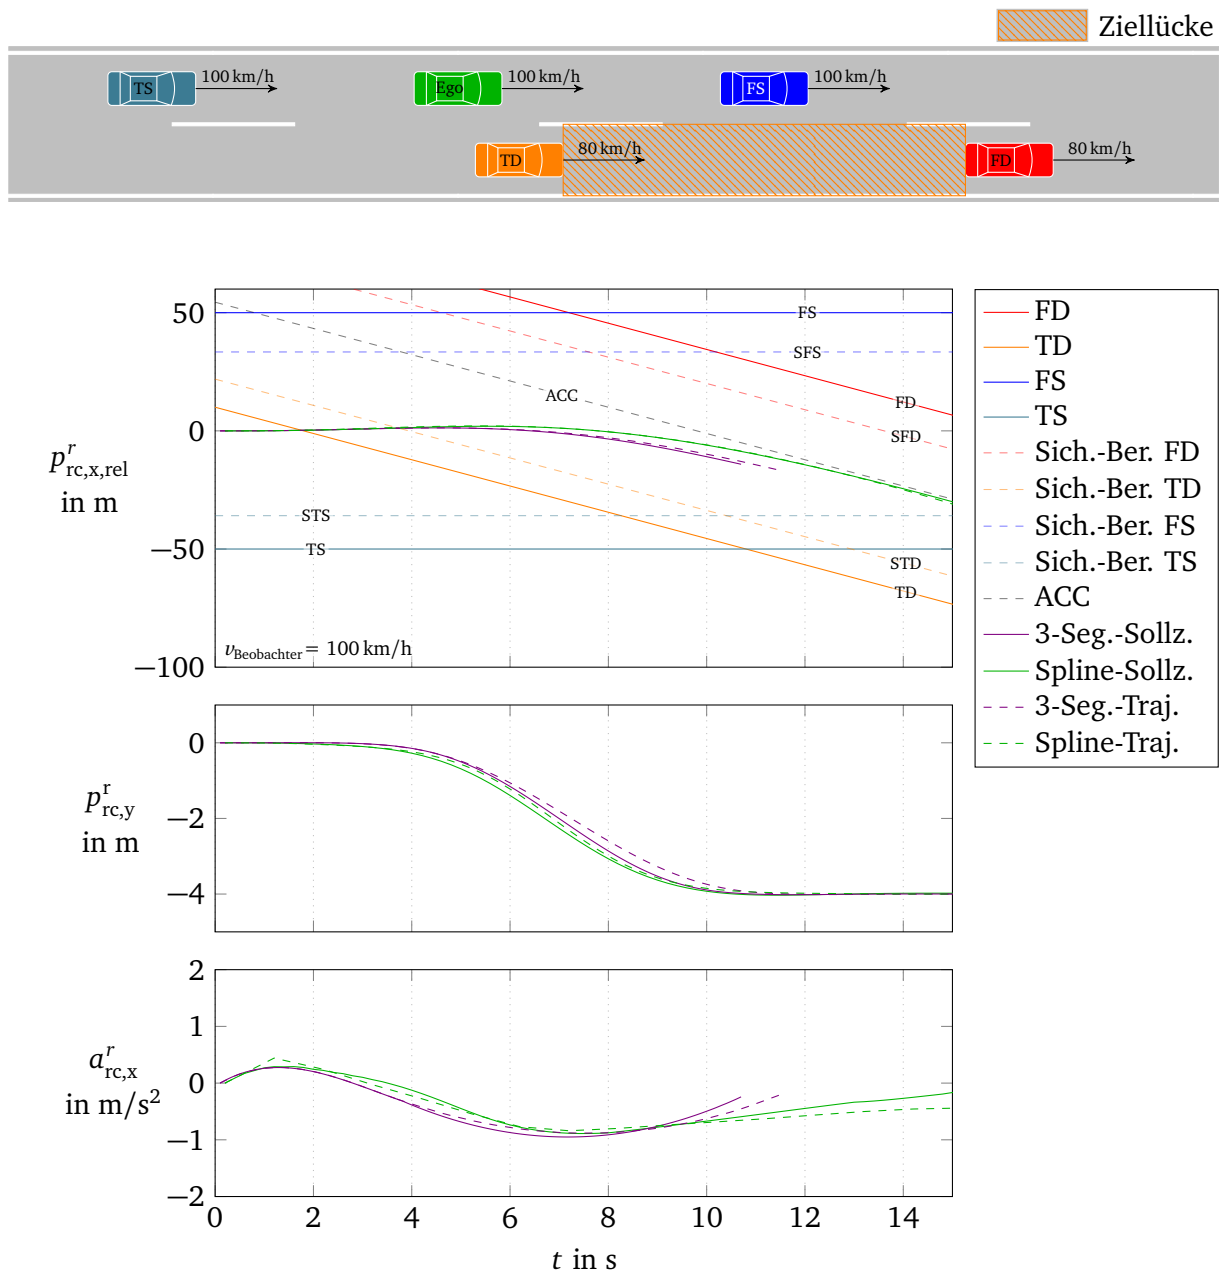 Ziellücke
TS 100 km/h Ego 100 km/h FS 100 km/h
TD 80 km/h FD 80 km/h
50
0
−50
−100
p^r_rc,x,rel
in m
FS
SFS
ACC
FD
SFD
STS
TS
STD
TD
v_Beobachter = 100 km/h
FD
TD
FS
TS
Sich.-Ber. FD
Sich.-Ber. TD
Sich.-Ber. FS
Sich.-Ber. TS
ACC
3-Seg.-Sollz.
Spline-Sollz.
3-Seg.-Traj.
Spline-Traj.
0
−2
−4
p^r_rc,y
in m
2
1
0
−1
−2
a^r_rc,x
in m/s²
0 2 4 6 8 10 12 14
t in s